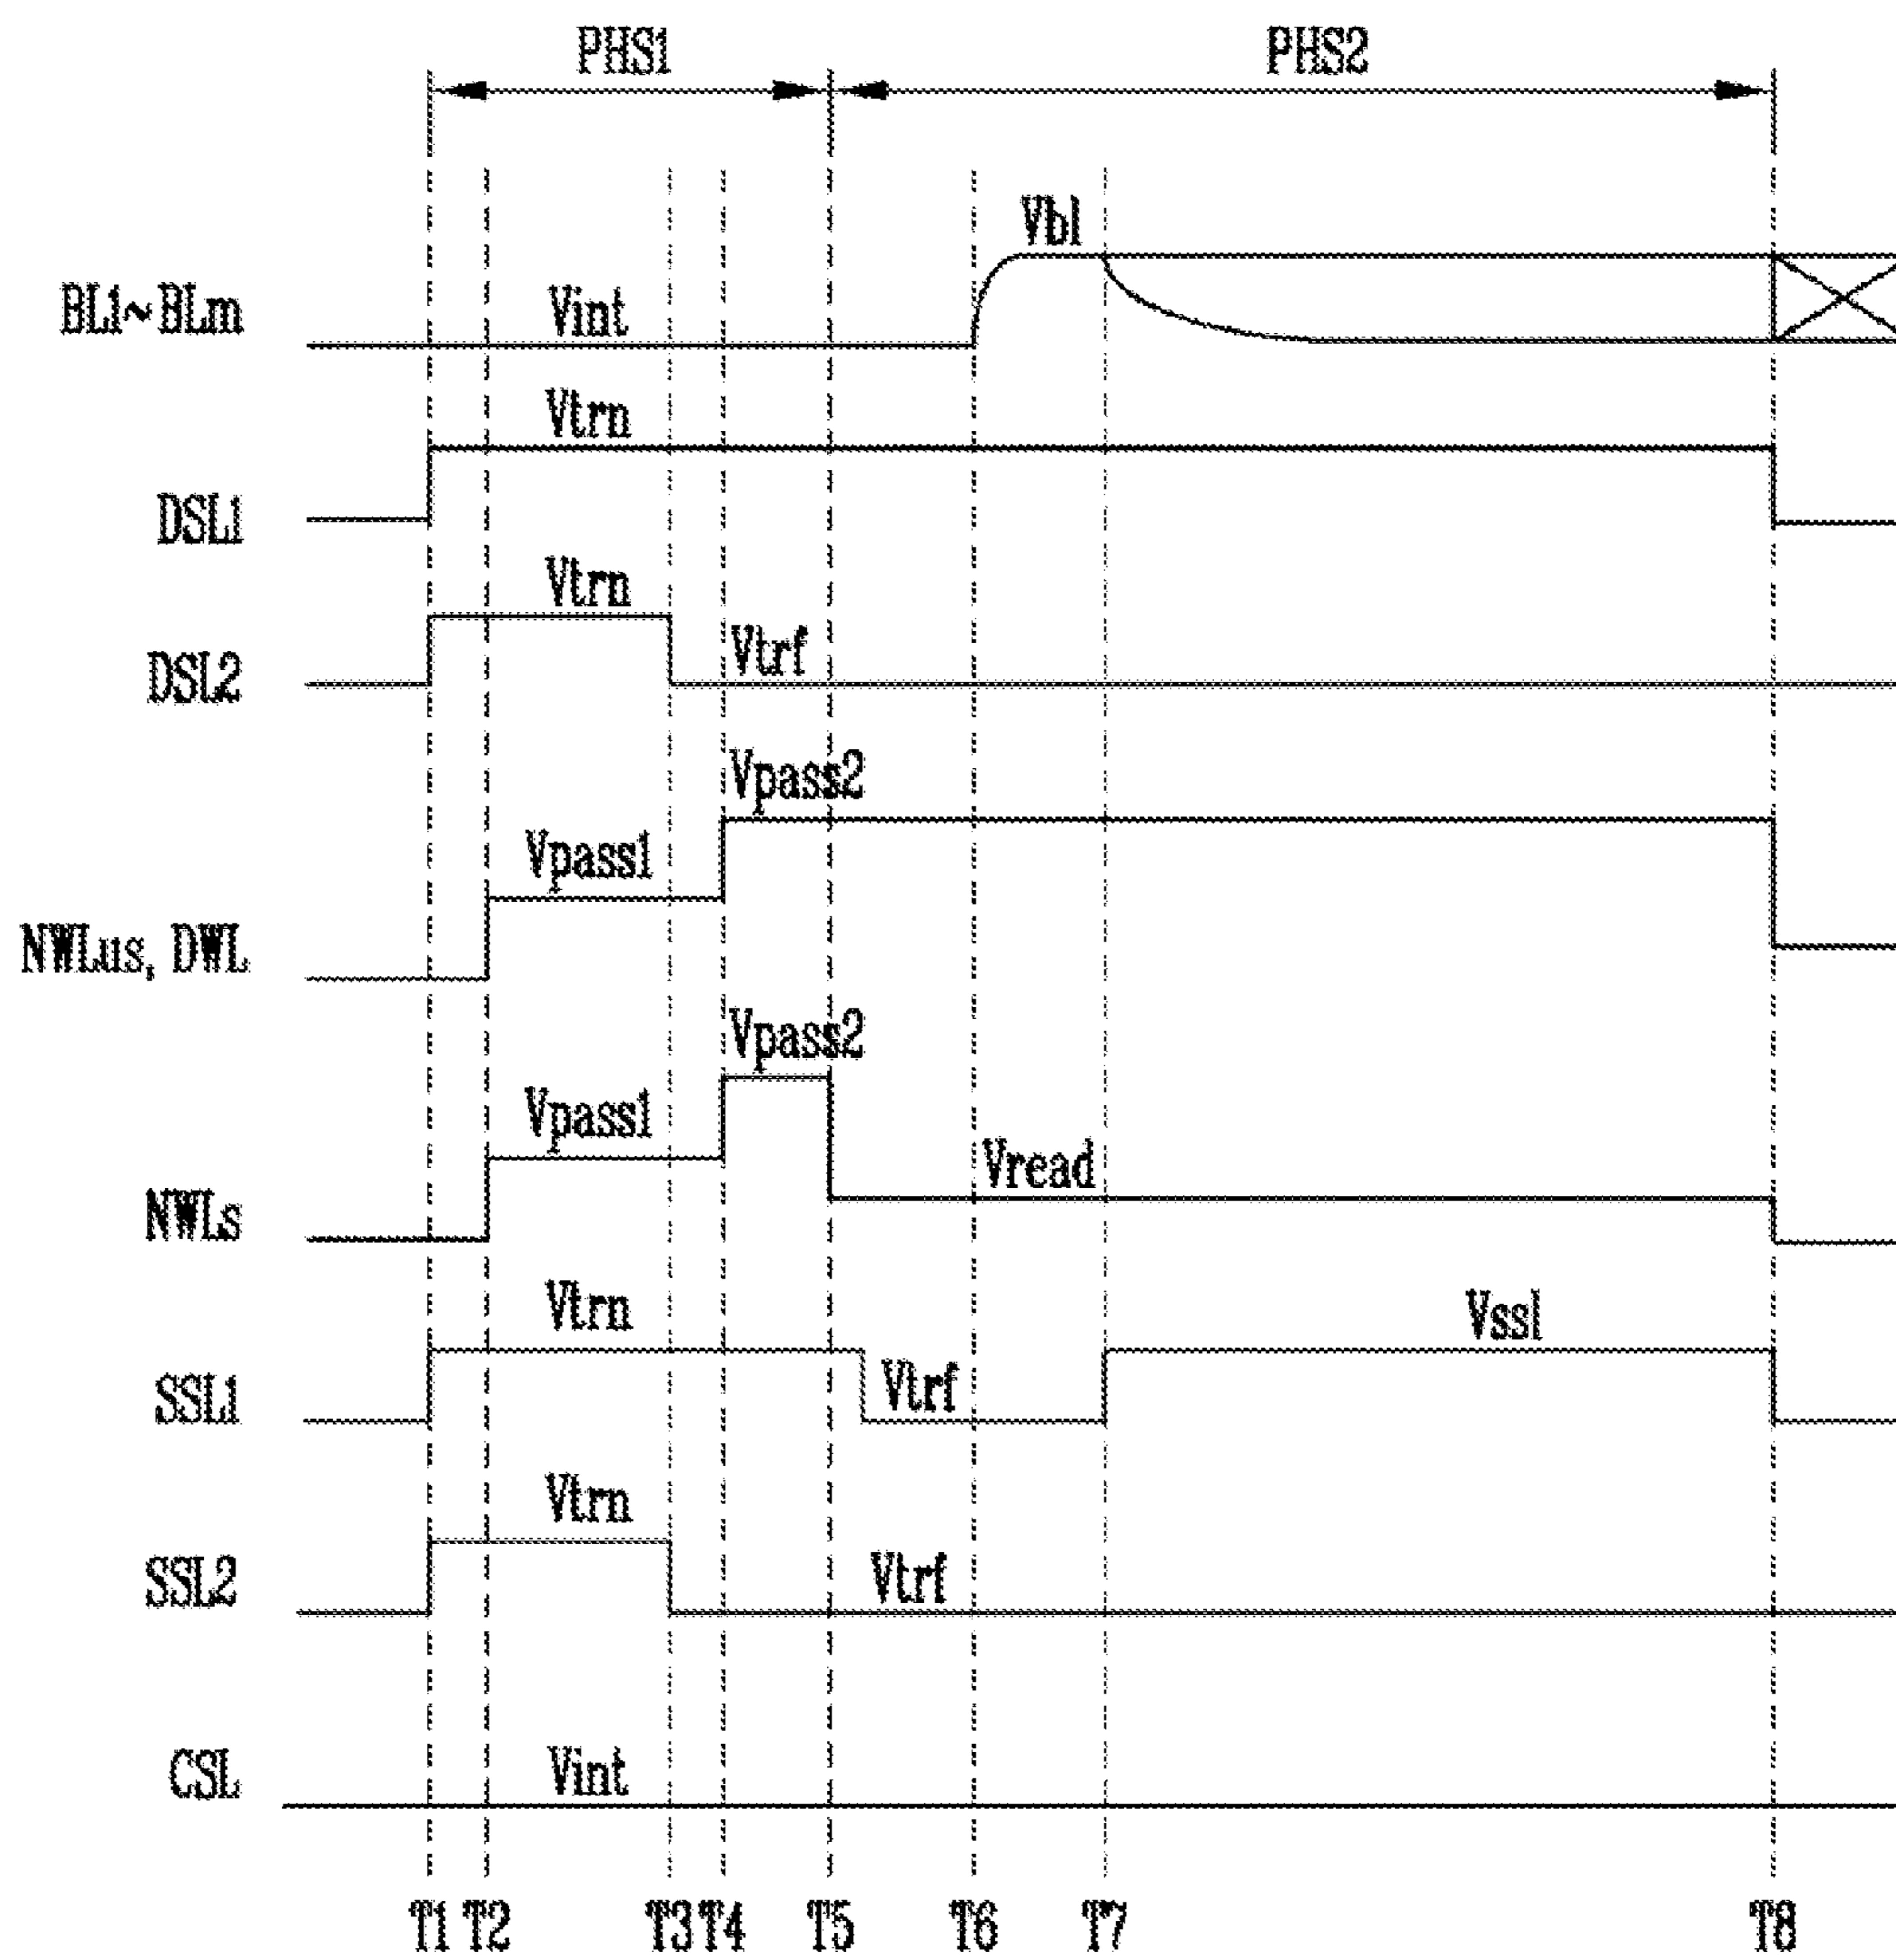 PHS1 PHS2
Vbl
BL1~BLm Vint
Vtrn
DSL1
Vtrn
DSL2 Vtrf
Vpass2
Vpass1
NWLus, DWL
Vpass2
Vpass1
Vread
NWLs
Vtrn Vssl
SSL1 Vtrf
Vtrn
SSL2 Vtrf
CSL Vint
T1 T2 T3 T4 T5 T6 T7 T8